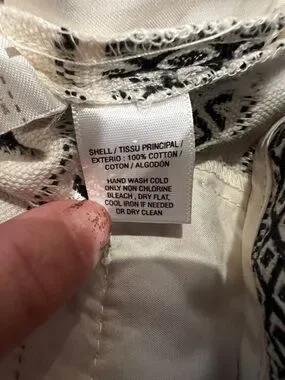 SHELL / TISSU PRINCIPAL /
EXTERIO : 100% COTTON /
COTON / ALGODÓN
HAND WASH COLD
ONLY NON CHLORINE
BLEACH , DRY FLAT,
COOL IRON IF NEEDED
OR DRY CLEAN